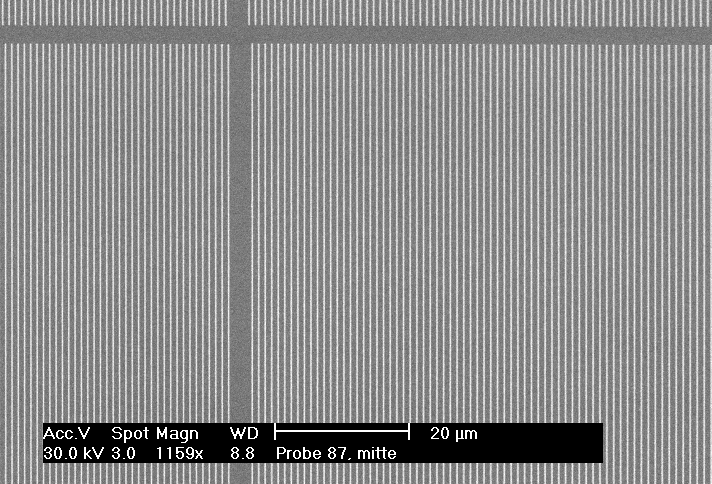 Acc.V Spot Magn WD 20 µm
30.0 kV 3.0 1159x 8.8 Probe 87, mitte